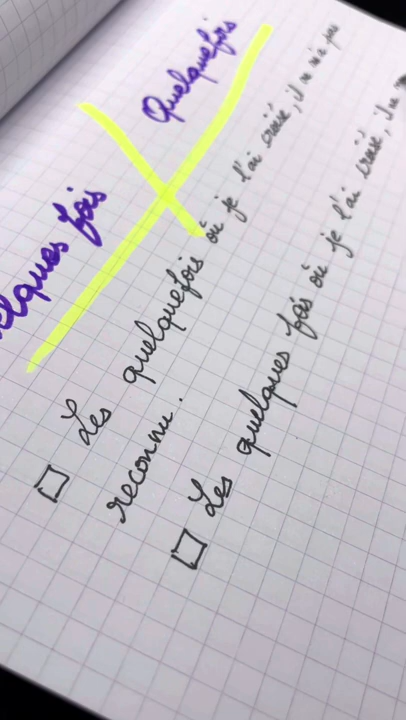 Quelquefois
elques fois
Les quelquefois où je l'ai croisé, il ne m'a pas
reconnu.
Les quelques fois où je l'ai croisé,